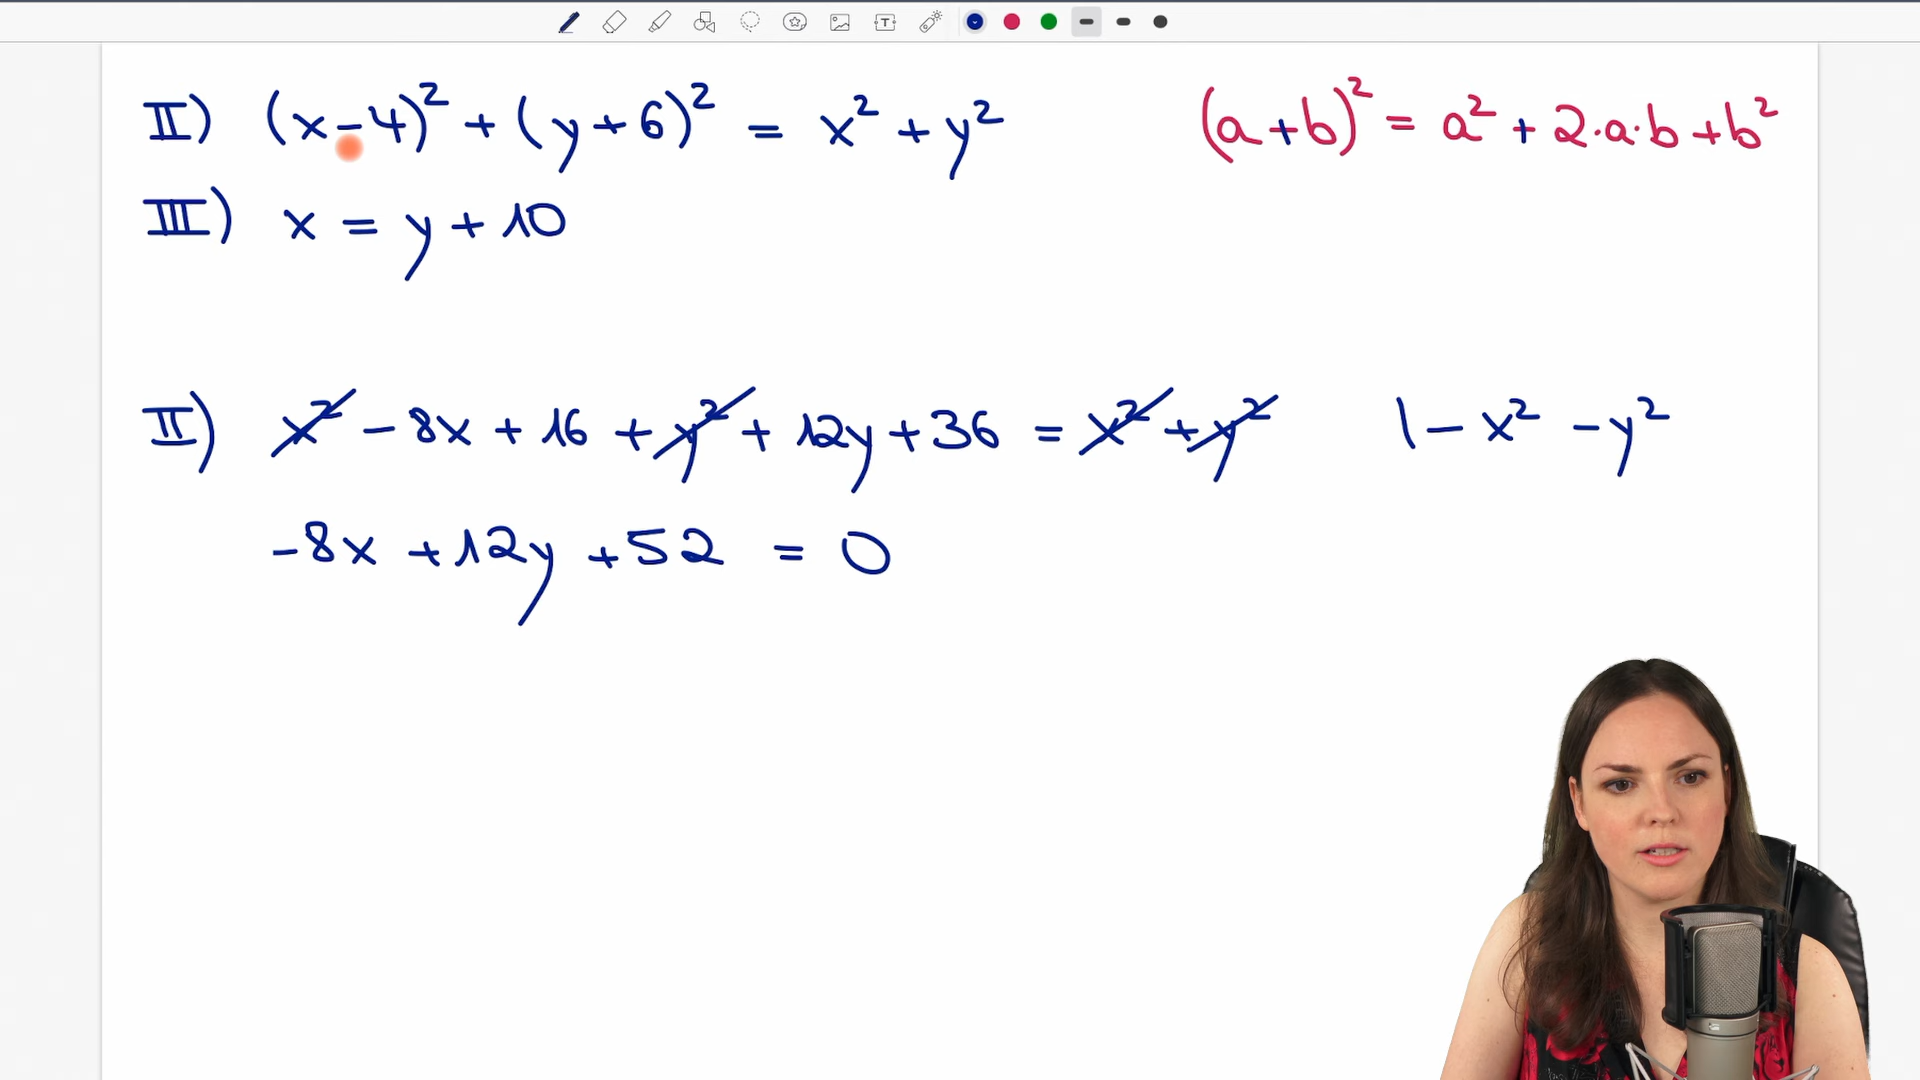 II) (x-4)² + (y+6)² = x² + y²
(a+b)² = a² + 2·a·b + b²
III) x = y + 10
II) x² - 8x + 16 + y² + 12y + 36 = x² + y² | - x² - y²
-8x + 12y + 52 = 0